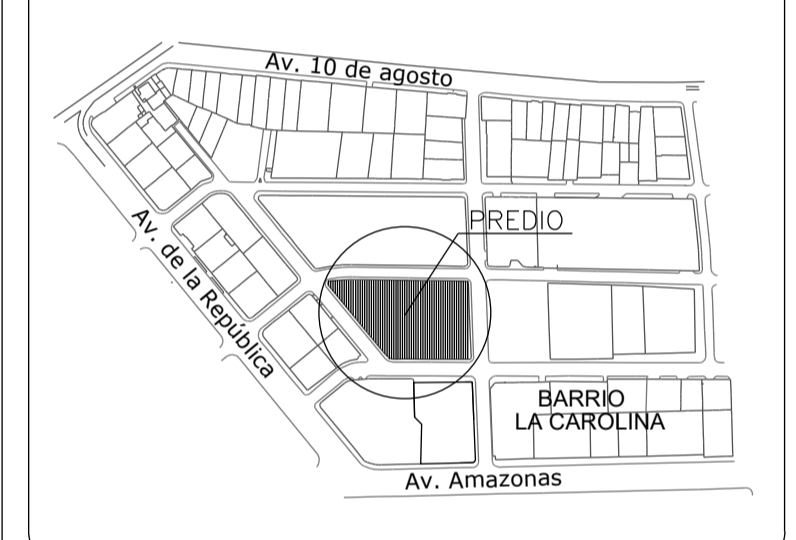 Av. 10 de agosto
PREDIO
Av. de la República
BARRIO
LA CAROLINA
Av. Amazonas